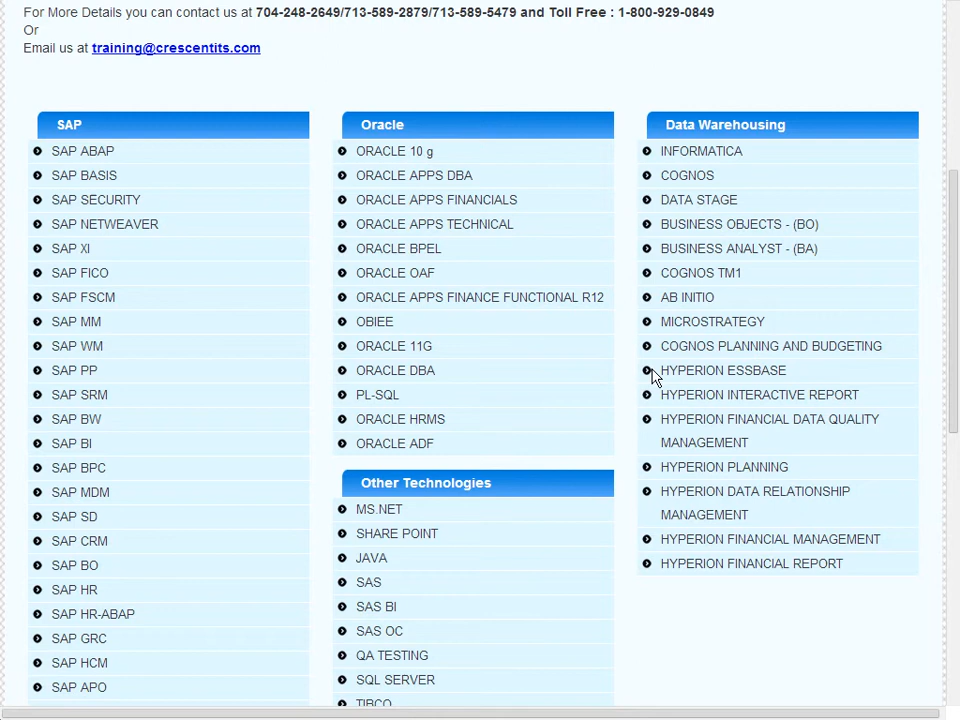 For More Details you can contact us at 704-248-2649/713-589-2879/713-589-5479 and Toll Free : 1-800-929-0849
Or
Email us at training@crescentits.com
SAP
SAP ABAP
SAP BASIS
SAP SECURITY
SAP NETWEAVER
SAP XI
SAP FICO
SAP FSCM
SAP MM
SAP WM
SAP PP
SAP SRM
SAP BW
SAP BI
SAP BPC
SAP MDM
SAP SD
SAP CRM
SAP BO
SAP HR
SAP HR-ABAP
SAP GRC
SAP HCM
SAP APO
Oracle
ORACLE 10 g
ORACLE APPS DBA
ORACLE APPS FINANCIALS
ORACLE APPS TECHNICAL
ORACLE BPEL
ORACLE OAF
ORACLE APPS FINANCE FUNCTIONAL R12
OBIEE
ORACLE 11G
ORACLE DBA
PL-SQL
ORACLE HRMS
ORACLE ADF
Other Technologies
MS.NET
SHARE POINT
JAVA
SAS
SAS BI
SAS OC
QA TESTING
SQL SERVER
TIBCO
Data Warehousing
INFORMATICA
COGNOS
DATA STAGE
BUSINESS OBJECTS - (BO)
BUSINESS ANALYST - (BA)
COGNOS TM1
AB INITIO
MICROSTRATEGY
COGNOS PLANNING AND BUDGETING
HYPERION ESSBASE
HYPERION INTERACTIVE REPORT
HYPERION FINANCIAL DATA QUALITY
MANAGEMENT
HYPERION PLANNING
HYPERION DATA RELATIONSHIP
MANAGEMENT
HYPERION FINANCIAL MANAGEMENT
HYPERION FINANCIAL REPORT